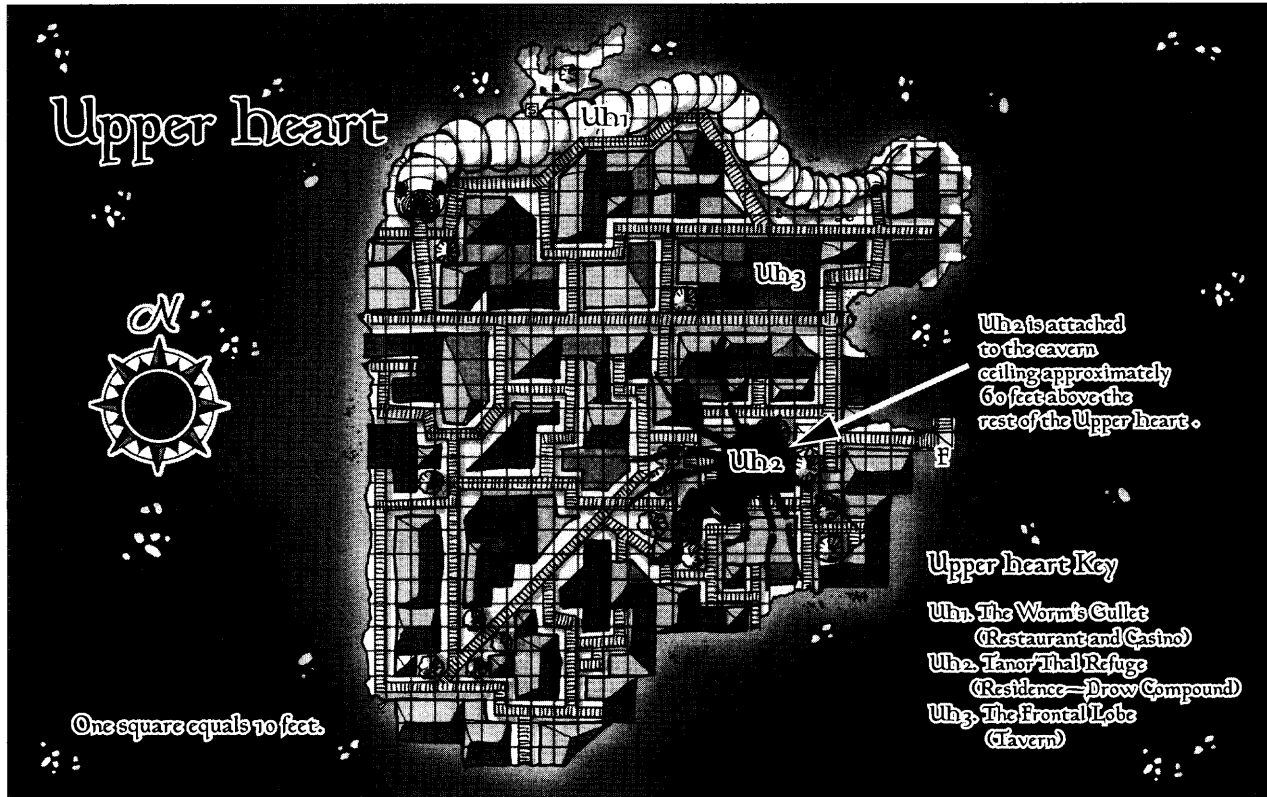 Upper Heart
Uh1
N
Uh3
Uh2 is attached
to the cavern
ceiling approximately
60 feet above the
rest of the Upper Heart.
Uh2
F
Upper Heart Key
Uh1. The Worm's Gullet
(Restaurant and Casino)
Uh2. Tanor'Thal Refuge
(Residence—Drow Compound)
Uh3. The Frontal Lobe
(Tavern)
One square equals 10 feet.